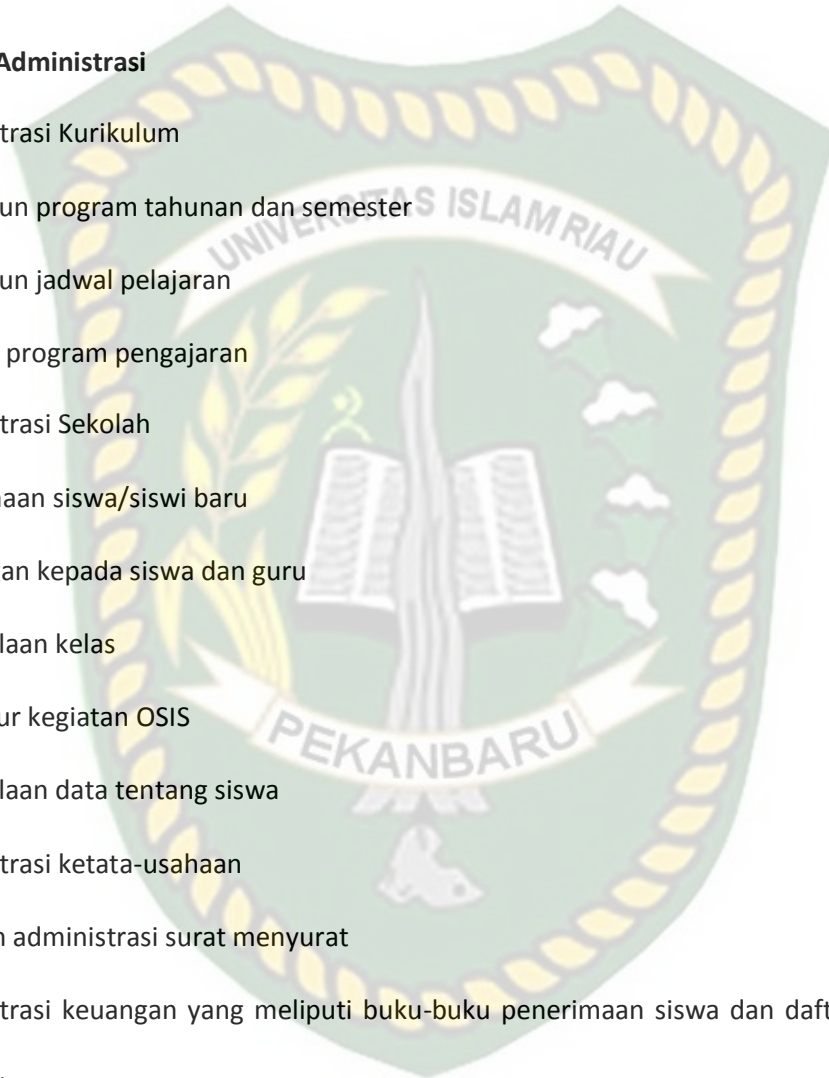 Administrasi
trasi Kurikulum
un program tahunan dan semester
UNIVERSITAS ISLAM RIAU
un jadwal pelajaran
program pengajaran
trasi Sekolah
aan siswa/siswi baru
an kepada siswa dan guru
laan kelas
ur kegiatan OSIS
PEKANBARU
laan data tentang siswa
trasi ketata-usahaan
administrasi surat menyurat
trasi keuangan yang meliputi buku-buku penerimaan siswa dan daft